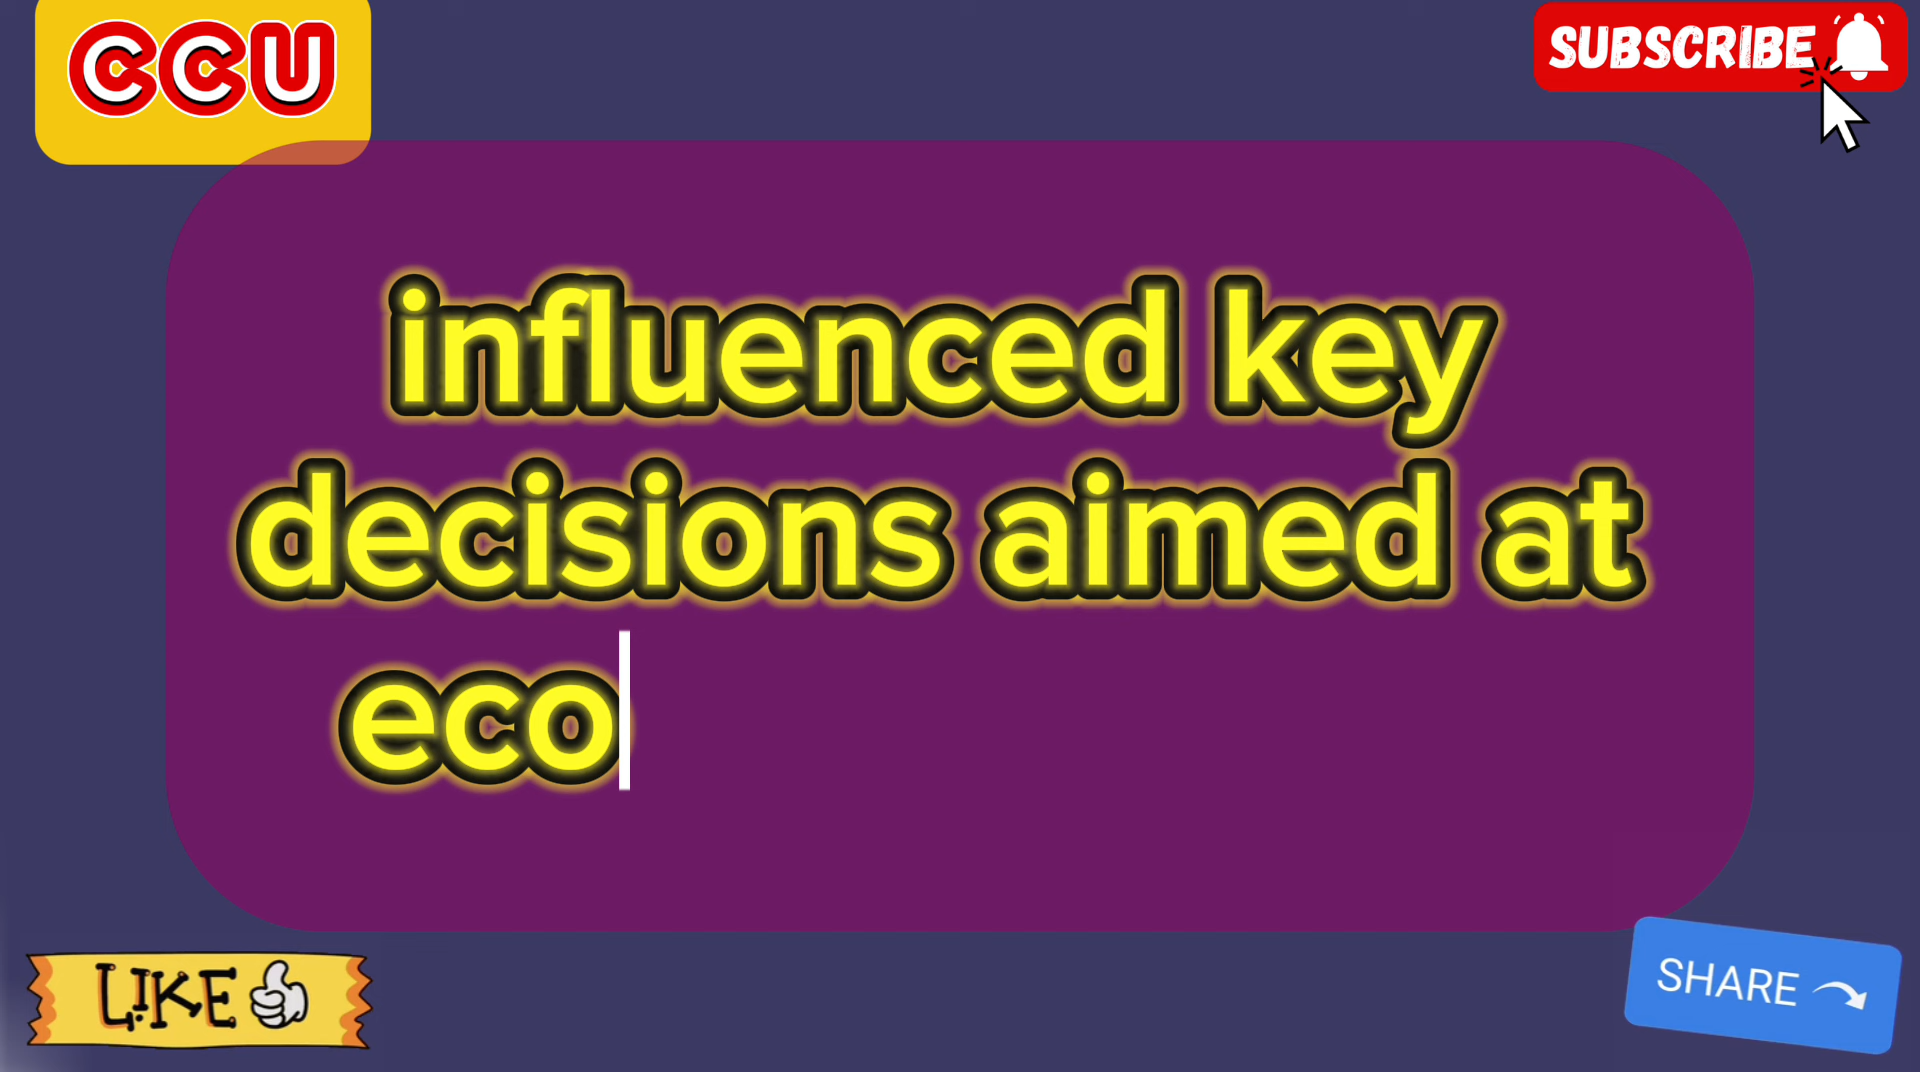 CCU
SUBSCRIBE
influenced key
decisions aimed at
eco
LIKE
SHARE